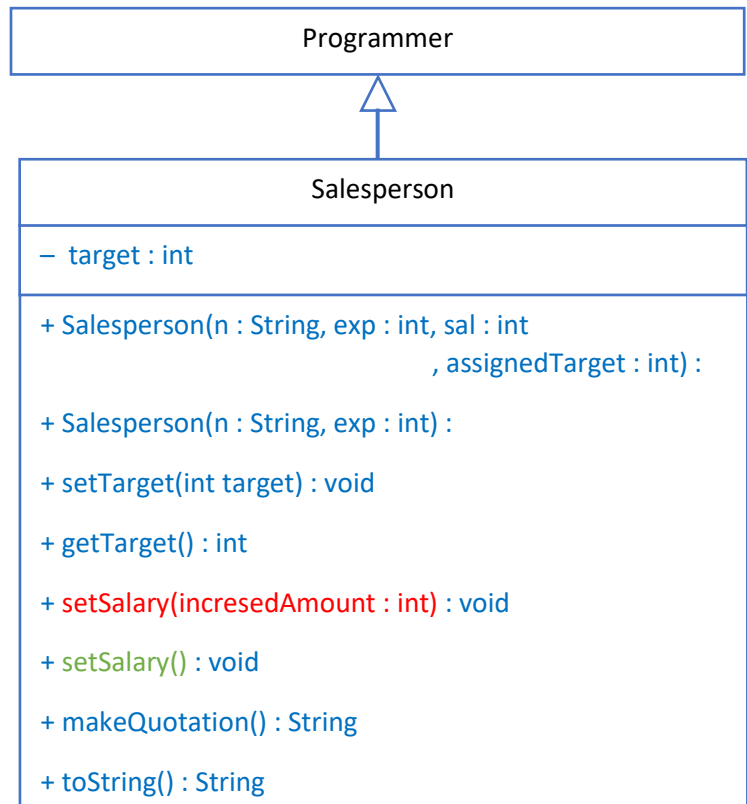 Programmer
Salesperson
– target : int
+ Salesperson(n : String, exp : int, sal : int
, assignedTarget : int) :
+ Salesperson(n : String, exp : int) :
+ setTarget(int target) : void
+ getTarget() : int
+ setSalary(incresedAmount : int) : void
+ setSalary() : void
+ makeQuotation() : String
+ toString() : String